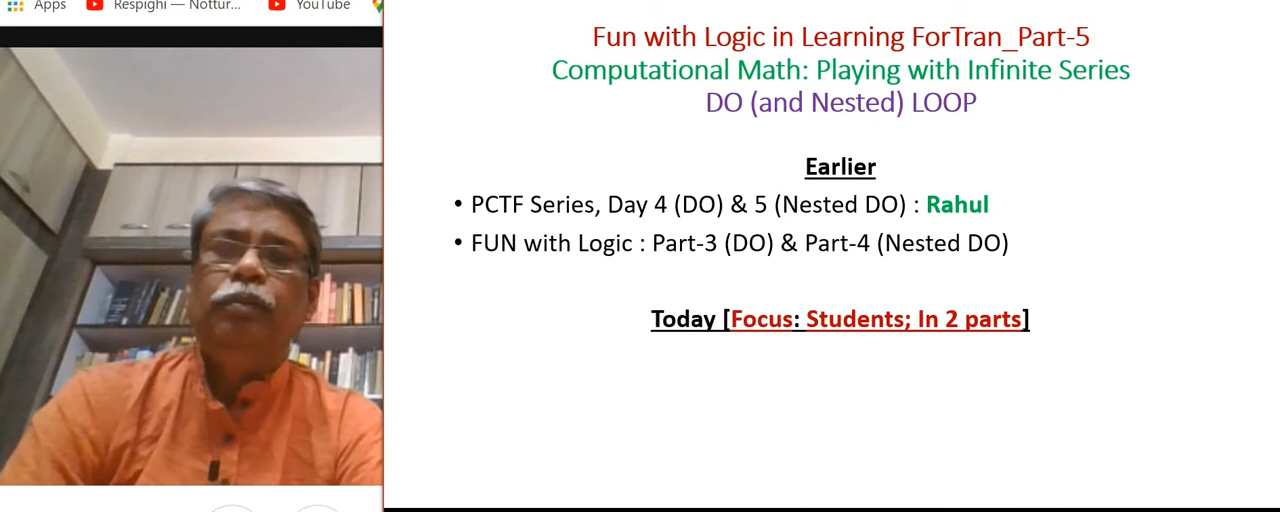 Apps Respighi — Nottur... YouTube
Fun with Logic in Learning ForTran_Part-5
Computational Math: Playing with Infinite Series
DO (and Nested) LOOP
Earlier
• PCTF Series, Day 4 (DO) & 5 (Nested DO) : Rahul
• FUN with Logic : Part-3 (DO) & Part-4 (Nested DO)
Today [Focus: Students; In 2 parts]